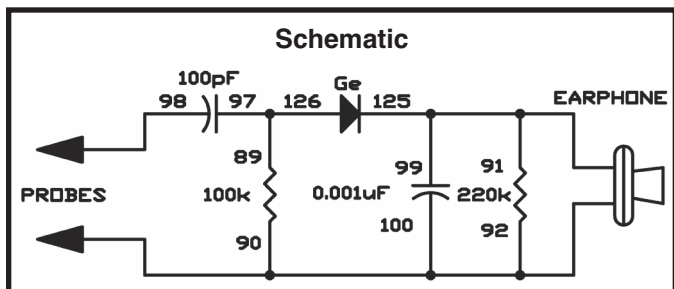 Schematic
100pF
Ge
98 97 126 125
EARPHONE
89
99
91
PROBES
100k
0.001uF
220k
90
100
92